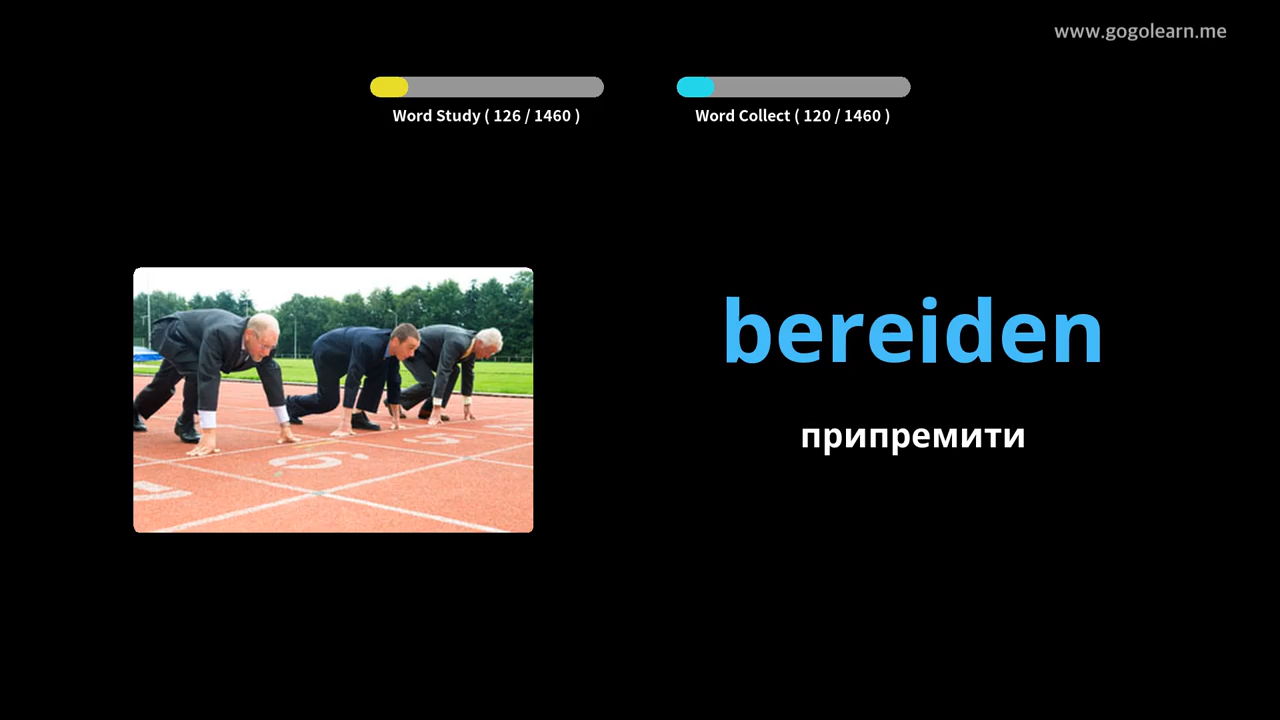 www.gogolearn.me
Word Study ( 126 / 1460 )
Word Collect ( 120 / 1460 )
bereiden
припремити